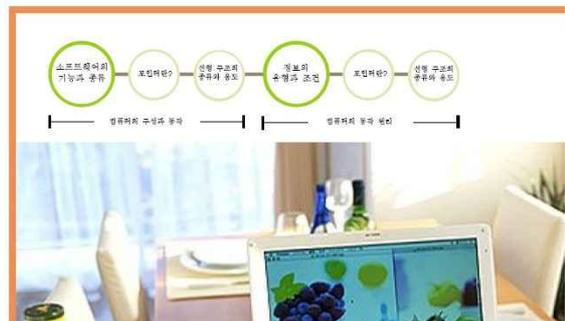 소프트웨어의
기능과 종류
포인터란?
선형 구조의
종류와 용도
정보의
유형과 조건
포인터란?
선형 구조의
종류와 용도
컴퓨터의 구성과 동작
컴퓨터의 동작 원리